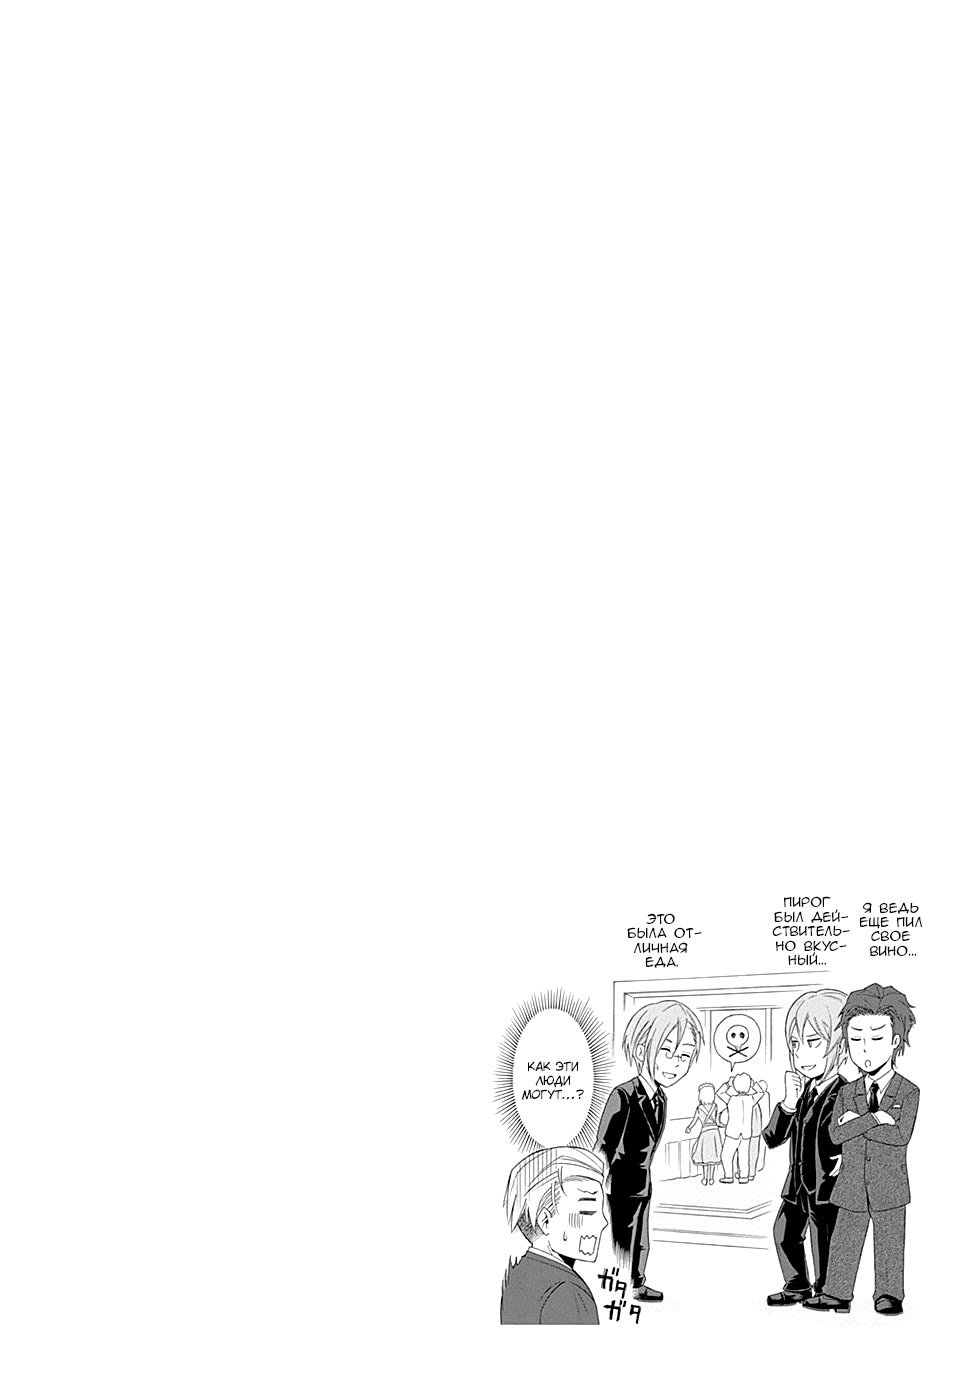 Я ВЕДЬ
ЕЩЕ ПИЛ
СВОЕ
ВИНО...
ПИРОГ
БЫЛ ДЕЙ-
СТВИТЕЛЬ-
НО ВКУС-
НЫЙ...
ЭТО
БЫЛА ОТ-
ЛИЧНАЯ
ЕДА.
КАК ЭТИ
ЛЮДИ
МОГУТ...?
ガタ
ガタ